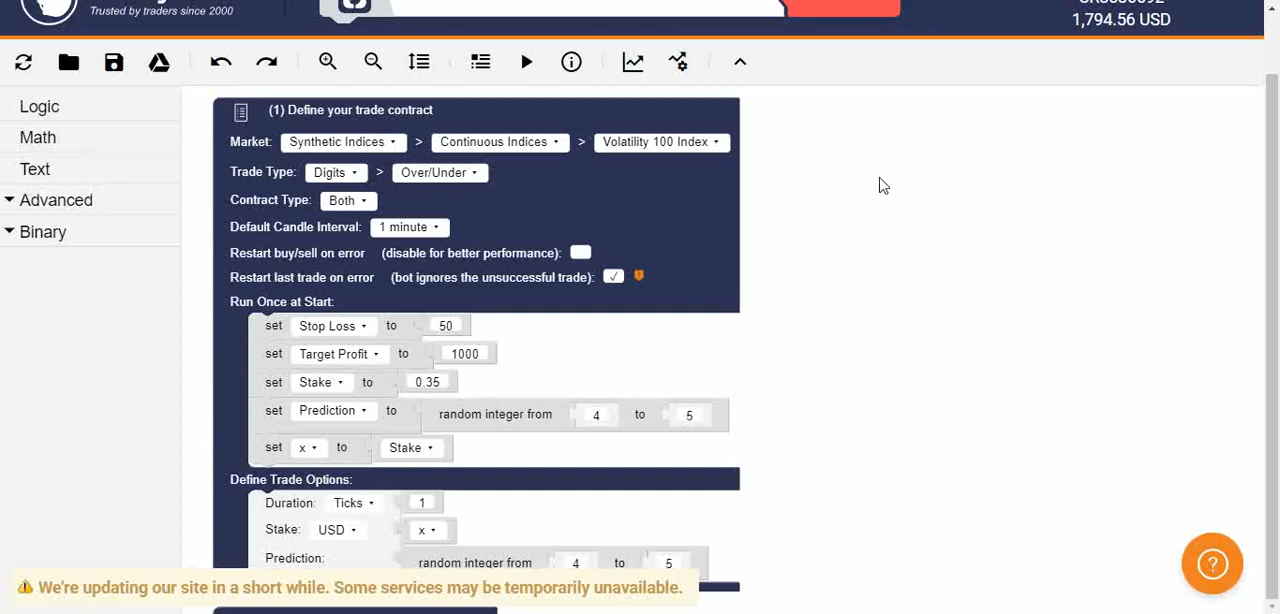 Trusted by traders since 2000
1,794.56 USD
Logic
Math
Text
Advanced
Binary
(1) Define your trade contract
Market: Synthetic Indices > Continuous Indices > Volatility 100 Index
Trade Type: Digits > Over/Under
Contract Type: Both
Default Candle Interval: 1 minute
Restart buy/sell on error (disable for better performance):
Restart last trade on error (bot ignores the unsuccessful trade): ✓
Run Once at Start:
set Stop Loss to 50
set Target Profit to 1000
set Stake to 0.35
set Prediction to random integer from 4 to 5
set x to Stake
Define Trade Options:
Duration: Ticks 1
Stake: USD x
Prediction: random integer from 4 to 5
We're updating our site in a short while. Some services may be temporarily unavailable.